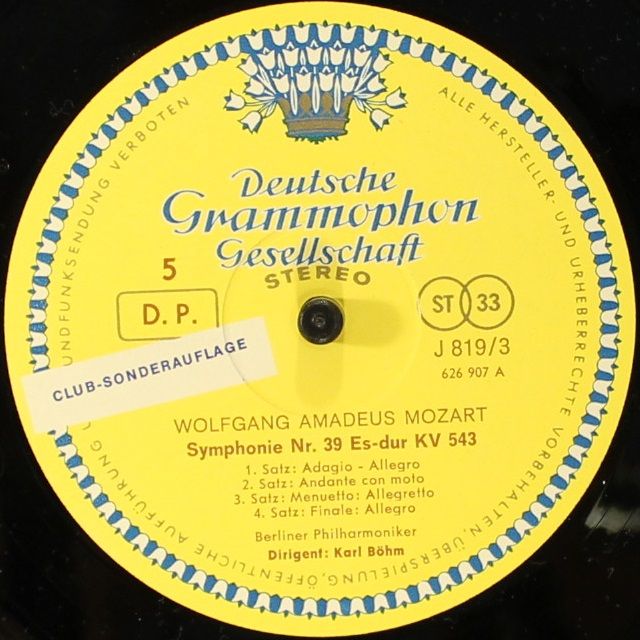 Deutsche
Grammophon
Gesellschaft
STEREO
5
D. P.
ST 33
J 819/3
626 907 A
CLUB-SONDERAUFLAGE
WOLFGANG AMADEUS MOZART
Symphonie Nr. 39 Es-dur KV 543
1. Satz: Adagio - Allegro
2. Satz: Andante con moto
3. Satz: Menuetto: Allegretto
4. Satz: Finale: Allegro
Berliner Philharmoniker
Dirigent: Karl Böhm
ALLE HERSTELLER- UND URHEBERRECHTE VORBEHALTEN ÜBERSPIELUNG, ÖFFENTLICHE AUFFÜHRUNG UNDFUNKSENDUNG VERBOTEN